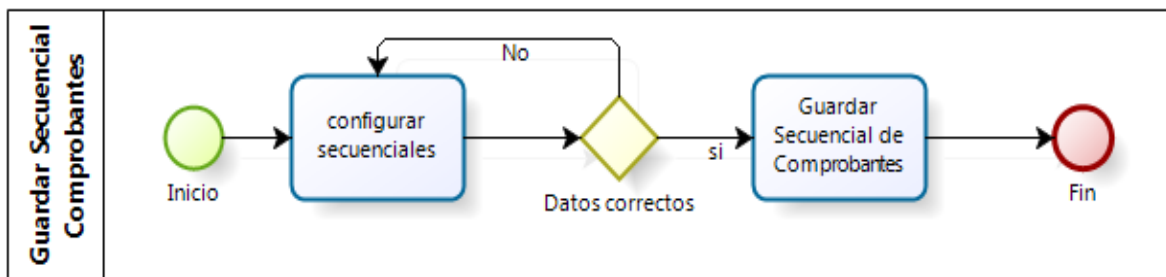 Guardar Secuencial
Comprobantes
No
Inicio
configurar
secuenciales
Datos correctos
si
Guardar
Secuencial de
Comprobantes
Fin